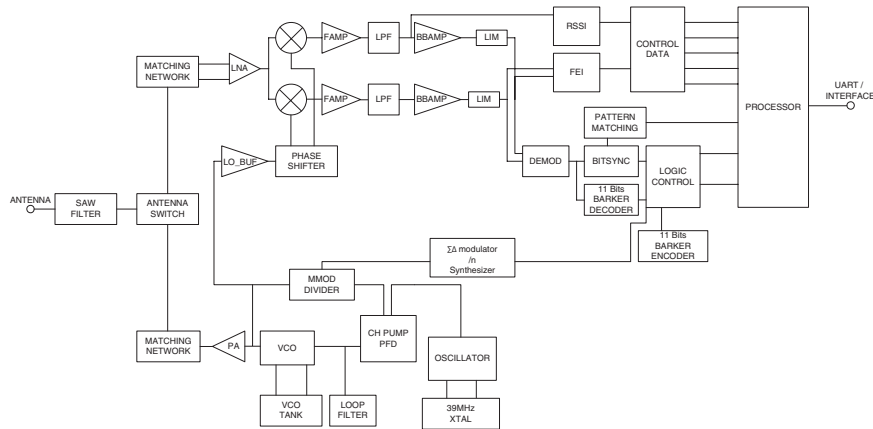 FAMP
LPF
BBAMP
LIM
RSSI
CONTROL
DATA
MATCHING
NETWORK
LNA
FEI
PROCESSOR
UART /
INTERFACE
FAMP
LPF
BBAMP
LIM
PATTERN
MATCHING
LO_BUF
PHASE
SHIFTER
DEMOD
BITSYNC
LOGIC
CONTROL
ANTENNA
SAW
FILTER
ANTENNA
SWITCH
11 Bits
BARKER
DECODER
11 Bits
BARKER
ENCODER
∑∆ modulator
/n
Synthesizer
MMOD
DIVIDER
MATCHING
NETWORK
PA
VCO
CH PUMP
PFD
OSCILLATOR
VCO
TANK
LOOP
FILTER
39MHz
XTAL